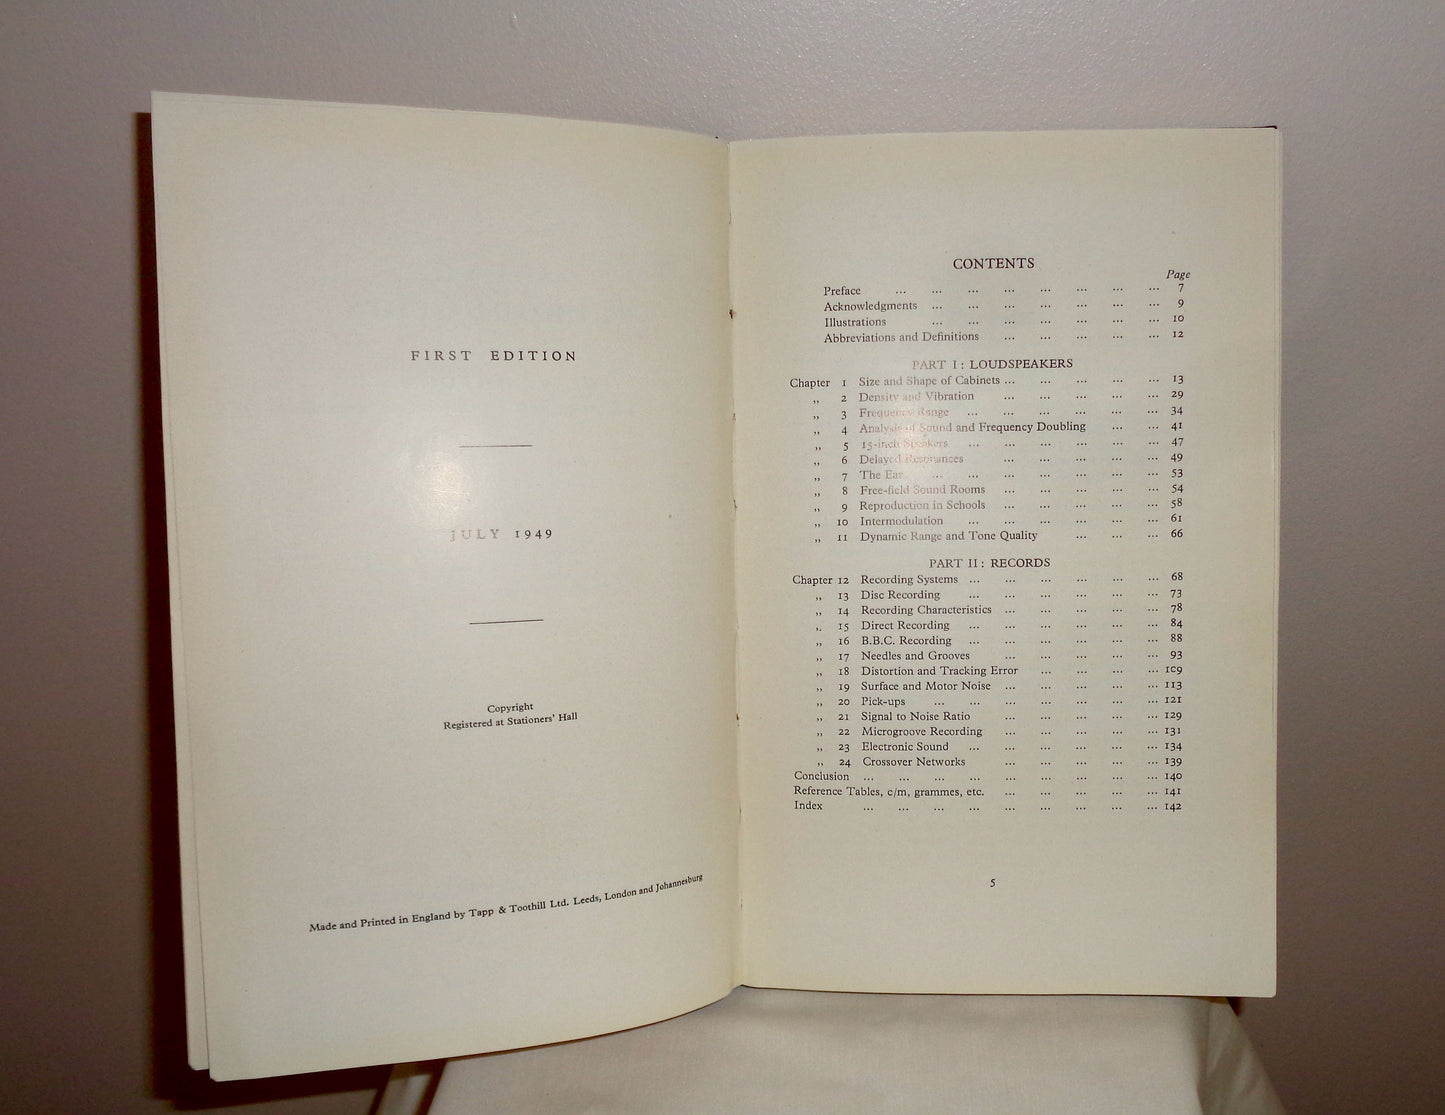 FIRST EDITION
JULY 1949
Copyright
Registered at Stationers' Hall
Made and Printed in England by Tapp & Toothill Ltd. Leeds, London and Johannesburg
CONTENTS
Page
Preface ... ... ... ... ... ... ... ... 7
Acknowledgments ... ... ... ... ... ... ... 9
Illustrations ... ... ... ... ... ... ... 10
Abbreviations and Definitions ... ... ... ... ... 12
PART I : LOUDSPEAKERS
Chapter 1 Size and Shape of Cabinets ... ... ... ... ... 13
,, 2 Density and Vibration ... ... ... ... ... 29
,, 3 Frequency Range ... ... ... ... ... ... 34
,, 4 Analysis of Sound and Frequency Doubling ... ... 41
,, 5 15-inch Speakers ... ... ... ... ... ... 47
,, 6 Delayed Resonances ... ... ... ... ... 49
,, 7 The Ear ... ... ... ... ... ... ... 53
,, 8 Free-field Sound Rooms ... ... ... ... ... 54
,, 9 Reproduction in Schools ... ... ... ... ... 58
,, 10 Intermodulation ... ... ... ... ... ... 61
,, 11 Dynamic Range and Tone Quality ... ... ... 66
PART II : RECORDS
Chapter 12 Recording Systems ... ... ... ... ... ... 68
,, 13 Disc Recording ... ... ... ... ... ... 73
,, 14 Recording Characteristics ... ... ... ... ... 78
,, 15 Direct Recording ... ... ... ... ... ... 84
,, 16 B.B.C. Recording ... ... ... ... ... ... 88
,, 17 Needles and Grooves ... ... ... ... ... 93
,, 18 Distortion and Tracking Error ... ... ... ... 109
,, 19 Surface and Motor Noise ... ... ... ... ... 113
,, 20 Pick-ups ... ... ... ... ... ... ... 121
,, 21 Signal to Noise Ratio ... ... ... ... ... 129
,, 22 Microgroove Recording ... ... ... ... ... 131
,, 23 Electronic Sound ... ... ... ... ... ... 134
,, 24 Crossover Networks ... ... ... ... ... 139
Conclusion ... ... ... ... ... ... ... ... ... 140
Reference Tables, c/m, grammes, etc. ... ... ... ... ... 141
Index ... ... ... ... ... ... ... ... ... 142
5